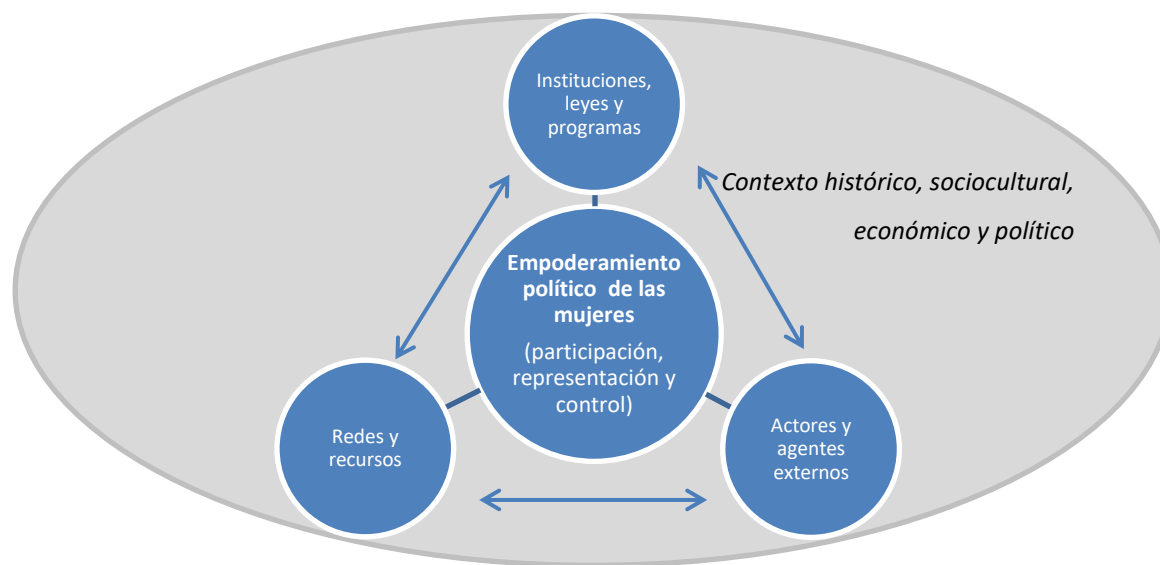 Instituciones,
leyes y
programas
Contexto histórico, sociocultural,
económico y político
Empoderamiento
político de las
mujeres
(participación,
representación y
control)
Redes y
recursos
Actores y
agentes
externos